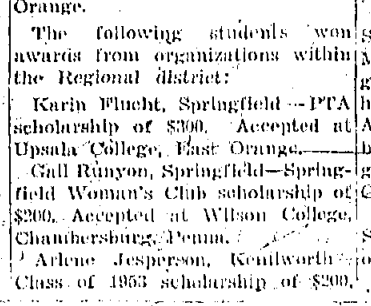 Orange.
The following students won
awards from organizations within
the Regional district:
Karin Flucht, Springfield—PTA
scholarship of $300. Accepted at
Upsala College, East Orange.
Gail Runyon, Springfield—Spring-
field Woman's Club scholarship of
$200. Accepted at Wilson College,
Chambersburg, Penna.
Arlene Jesperson, Kenilworth
Class of 1953 scholarship of $200,